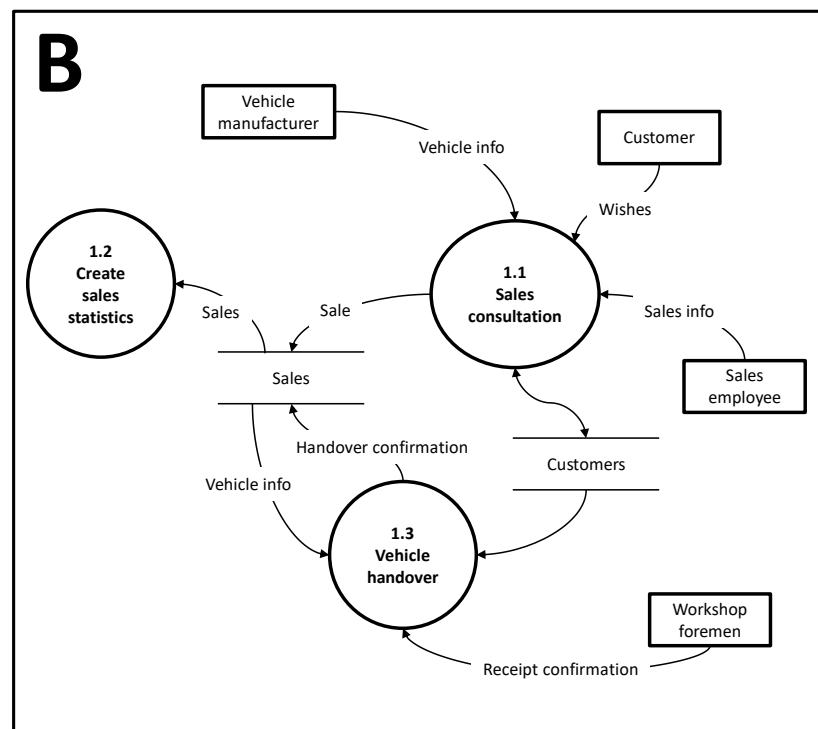 B
Vehicle
manufacturer
Customer
Vehicle info
Wishes
1.2
Create
sales
statistics
1.1
Sales
consultation
Sales
Sale
Sales info
Sales
Sales
employee
Handover confirmation
Customers
Vehicle info
1.3
Vehicle
handover
Workshop
foremen
Receipt confirmation